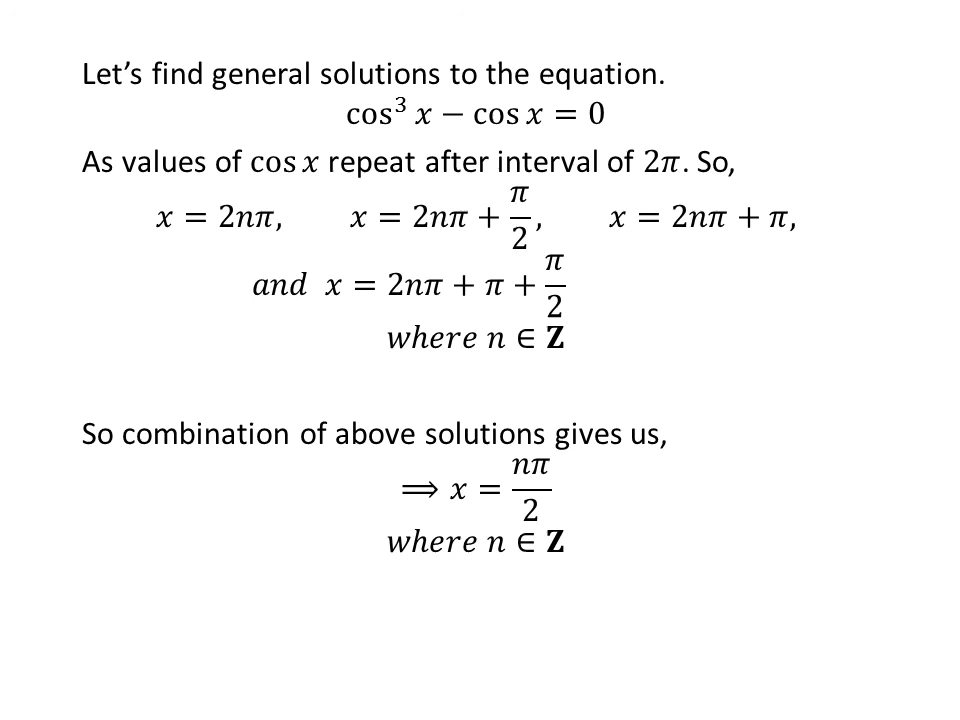 Let’s find general solutions to the equation.
cos³ 𝑥 − cos 𝑥 = 0
As values of cos 𝑥 repeat after interval of 2𝜋. So,
𝑥 = 2𝑛𝜋, 𝑥 = 2𝑛𝜋 + 𝜋/2, 𝑥 = 2𝑛𝜋 + 𝜋,
𝑎𝑛𝑑 𝑥 = 2𝑛𝜋 + 𝜋 + 𝜋/2
𝑤ℎ𝑒𝑟𝑒 𝑛 ∈ 𝐙
So combination of above solutions gives us,
⟹ 𝑥 = 𝑛𝜋/2
𝑤ℎ𝑒𝑟𝑒 𝑛 ∈ 𝐙